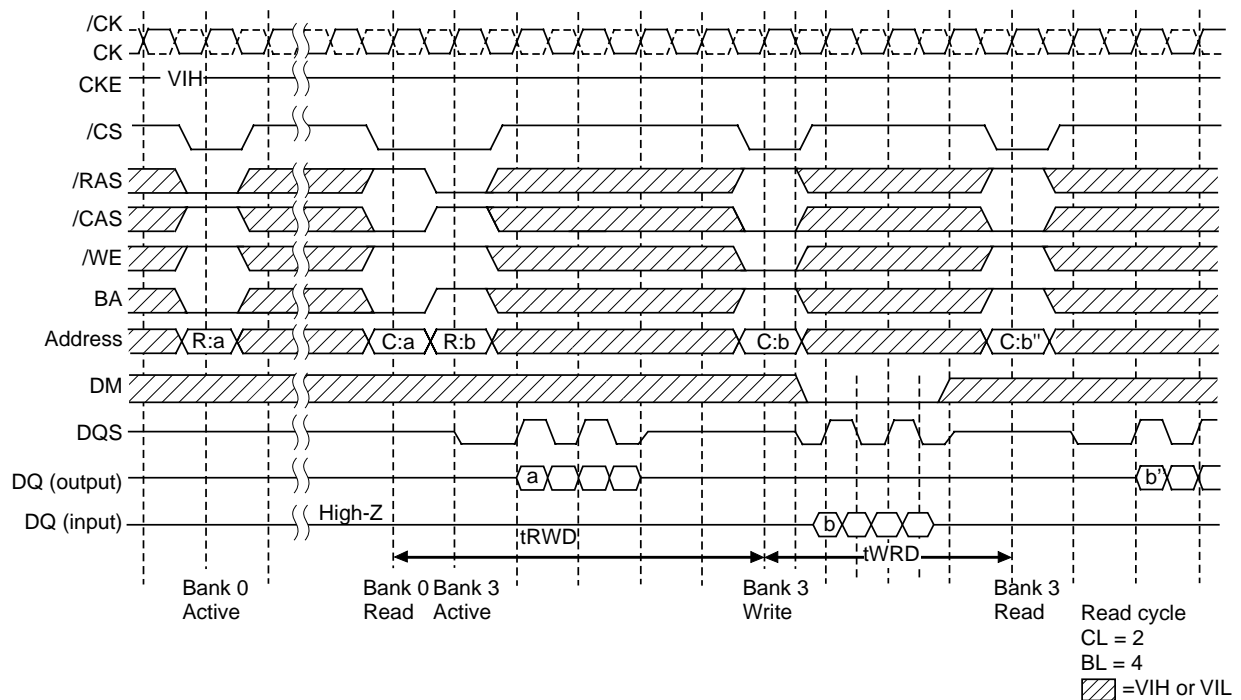 /CK
CK
CKE VIH
/CS
/RAS
/CAS
/WE
BA
Address R:a C:a R:b C:b C:b"
DM
DQS
DQ (output) a b'
DQ (input) High-Z b
tRWD tWRD
Bank 0 Bank 0 Bank 3 Bank 3 Bank 3
Active Read Active Write Read
Read cycle
CL = 2
BL = 4
=VIH or VIL